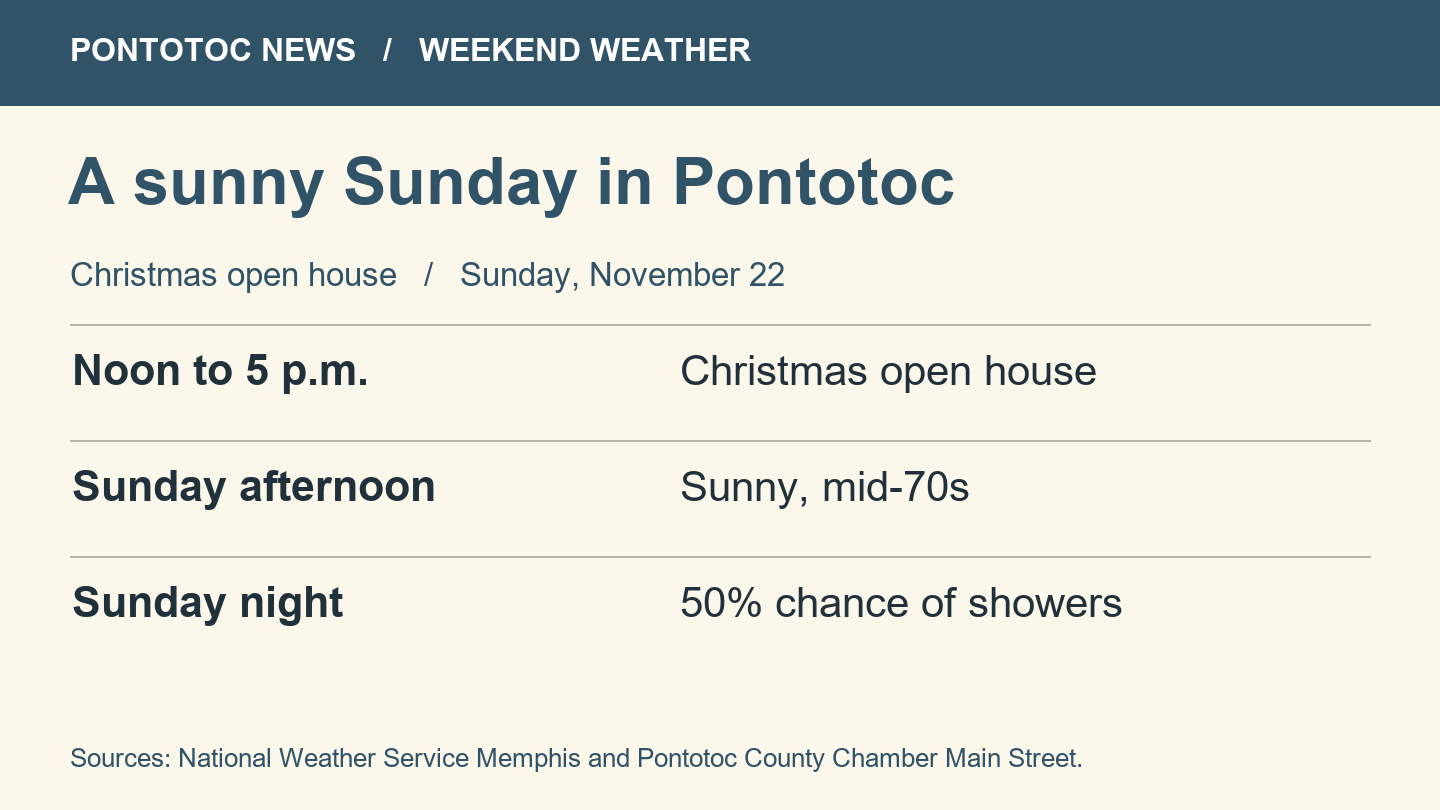 PONTOTOC NEWS / WEEKEND WEATHER
A sunny Sunday in Pontotoc
Christmas open house / Sunday, November 22
Noon to 5 p.m. Christmas open house
Sunday afternoon Sunny, mid-70s
Sunday night 50% chance of showers
Sources: National Weather Service Memphis and Pontotoc County Chamber Main Street.